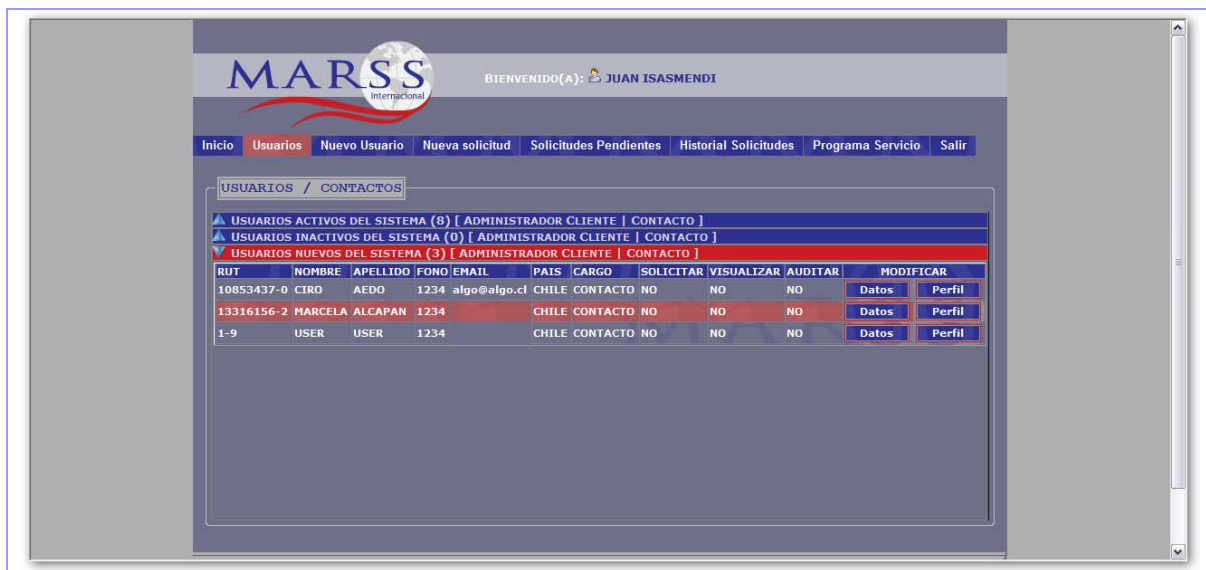 MARSS
Internacional
BIENVENIDO(A): JUAN ISASMENDI
Inicio Usuarios Nuevo Usuario Nueva solicitud Solicitudes Pendientes Historial Solicitudes Programa Servicio Salir
USUARIOS / CONTACTOS
USUARIOS ACTIVOS DEL SISTEMA (8) [ ADMINISTRADOR CLIENTE | CONTACTO ]
USUARIOS INACTIVOS DEL SISTEMA (0) [ ADMINISTRADOR CLIENTE | CONTACTO ]
USUARIOS NUEVOS DEL SISTEMA (3) [ ADMINISTRADOR CLIENTE | CONTACTO ]
RUT NOMBRE APELLIDO FONO EMAIL PAIS CARGO SOLICITAR VISUALIZAR AUDITAR MODIFICAR
10853437-0 CIRO AEDO 1234 algo@algo.cl CHILE CONTACTO NO NO NO Datos Perfil
13316156-2 MARCELA ALCAPAN 1234 CHILE CONTACTO NO NO NO Datos Perfil
1-9 USER USER 1234 CHILE CONTACTO NO NO NO Datos Perfil